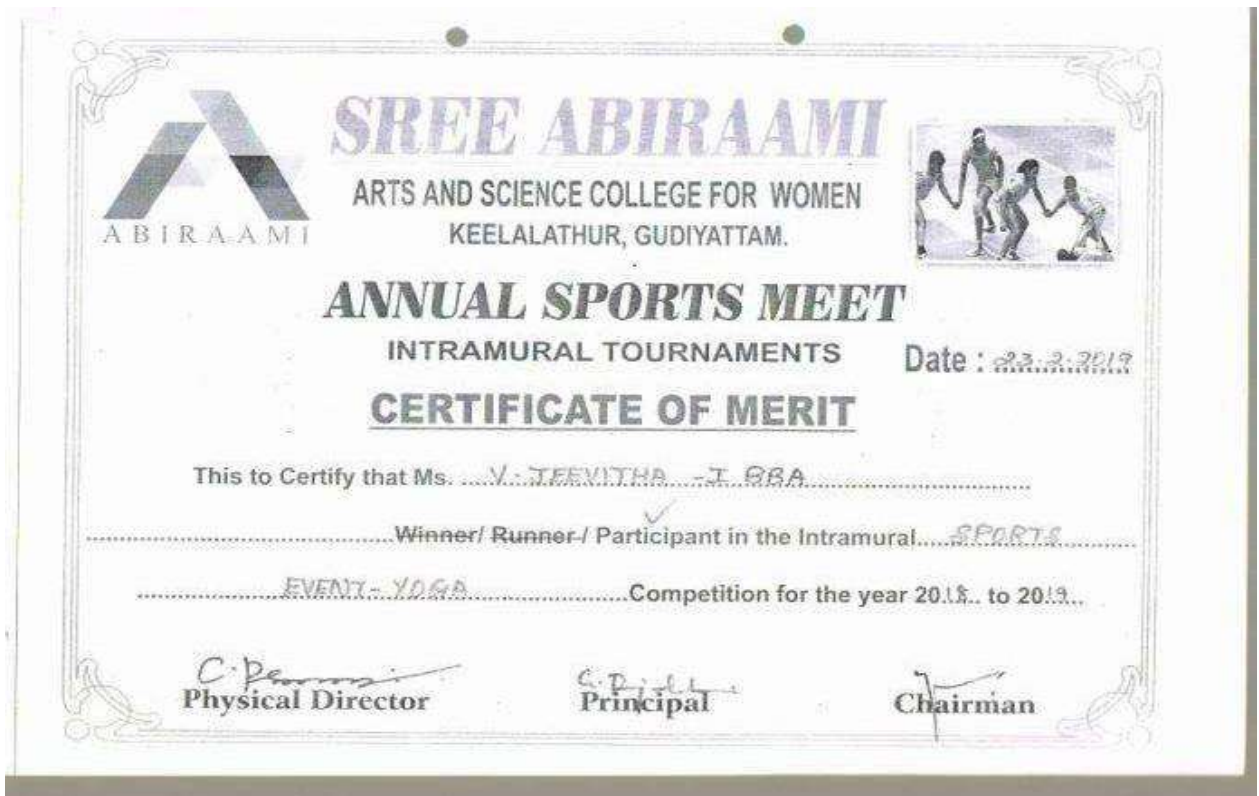 SREE ABIRAAMI
ABIRAAMI
ARTS AND SCIENCE COLLEGE FOR WOMEN
KEELALATHUR, GUDIYATTAM.
ANNUAL SPORTS MEET
INTRAMURAL TOURNAMENTS
Date : 23.2.2019
CERTIFICATE OF MERIT
This to Certify that Ms. V. JEEVITHA - I BBA
Winner/ Runner / Participant in the Intramural SPORTS
EVENT - YOGA Competition for the year 2018 to 2019
Physical Director
Principal
Chairman